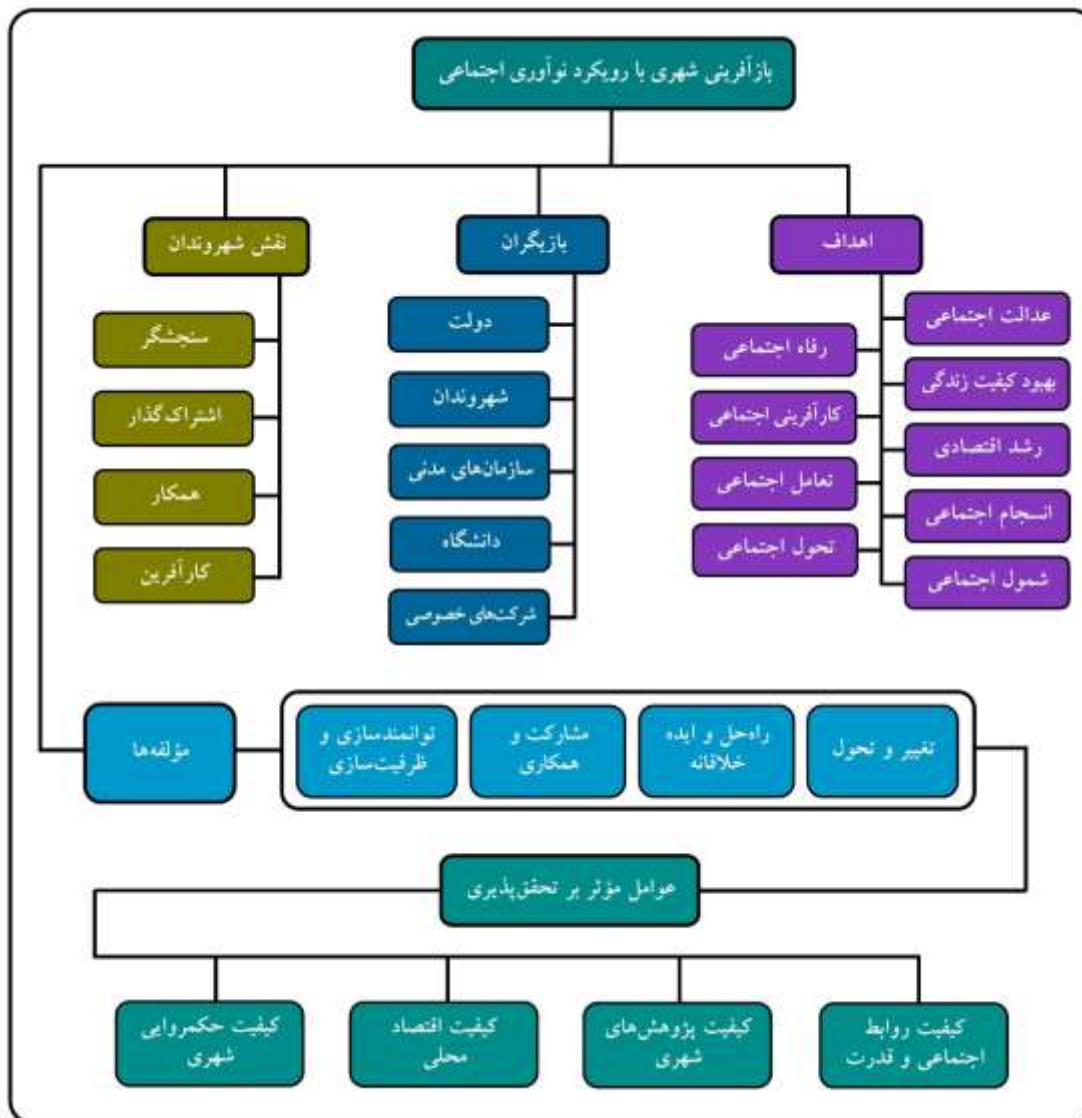 بازآفرینی شهری با رویکرد نوآوری اجتماعی
اهداف
عدالت اجتماعی
بهبود کیفیت زندگی
رشد اقتصادی
انسجام اجتماعی
شمول اجتماعی
رفاه اجتماعی
کارآفرینی اجتماعی
تعامل اجتماعی
تحول اجتماعی
بازیگران
دولت
شهروندان
سازمان‌های مدنی
دانشگاه
شرکت‌های خصوصی
نقش شهروندان
سنجشگر
اشتراک‌گذار
همکار
کارآفرین
مؤلفه‌ها
تغییر و تحول
راه‌حل و ایده
خلاقانه
مشارکت و
همکاری
توانمندسازی و
ظرفیت‌سازی
عوامل مؤثر بر تحقق‌پذیری
کیفیت روابط
اجتماعی و قدرت
کیفیت پژوهش‌های
شهری
کیفیت اقتصاد
محلی
کیفیت حکمروایی
شهری